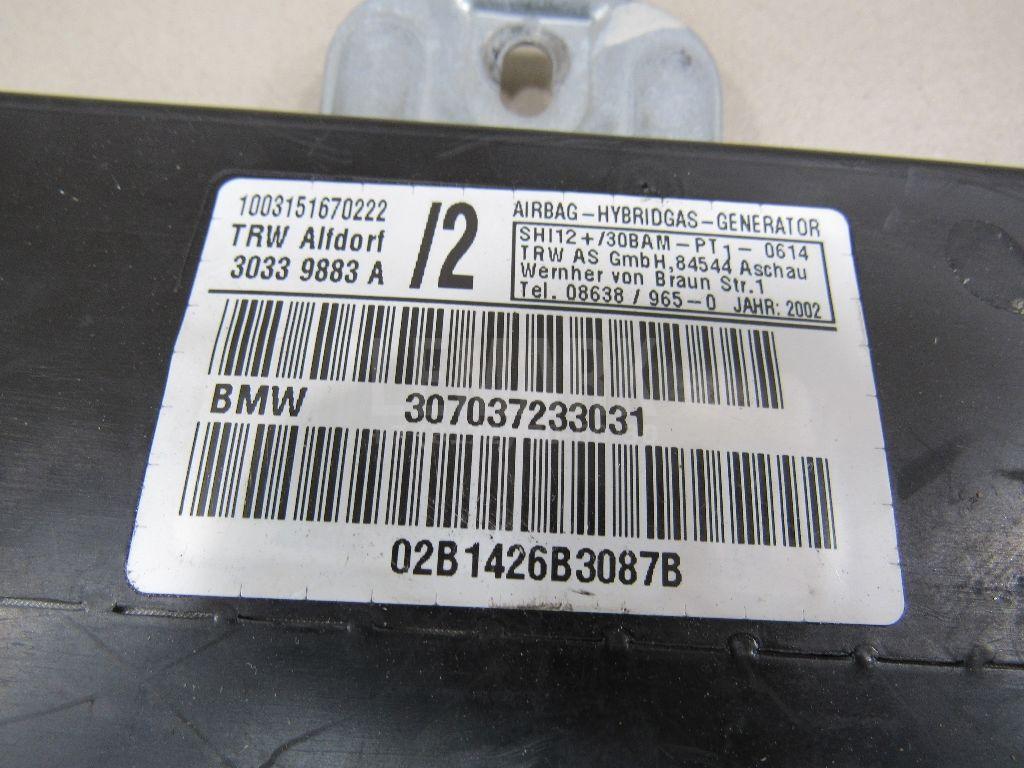 1003151670222
TRW Alfdorf
3033 9883 A
/2
AIRBAG-HYBRIDGAS-GENERATOR
SHI12+/30BAM-PT1-0614
TRW AS GmbH,84544 Aschau
Wernher von Braun Str.1
Tel. 08638 / 965-0 JAHR: 2002
BMW 307037233031
02B1426B3087B